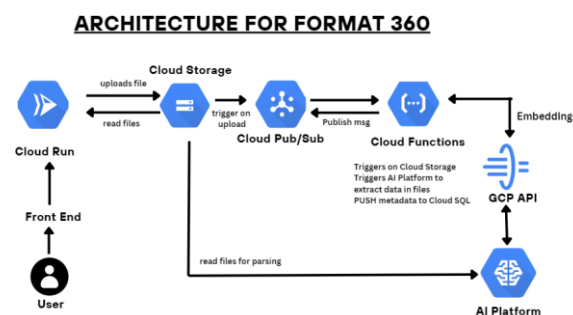 ARCHITECTURE FOR FORMAT 360
Cloud Storage
uploads file
read files
trigger on
upload
Cloud Pub/Sub
Publish msg
Cloud Functions
Embedding
Cloud Run
Triggers on Cloud Storage
Triggers AI Platform to
extract data in files
PUSH metadata to Cloud SQL
GCP API
Front End
read files for parsing
User
AI Platform